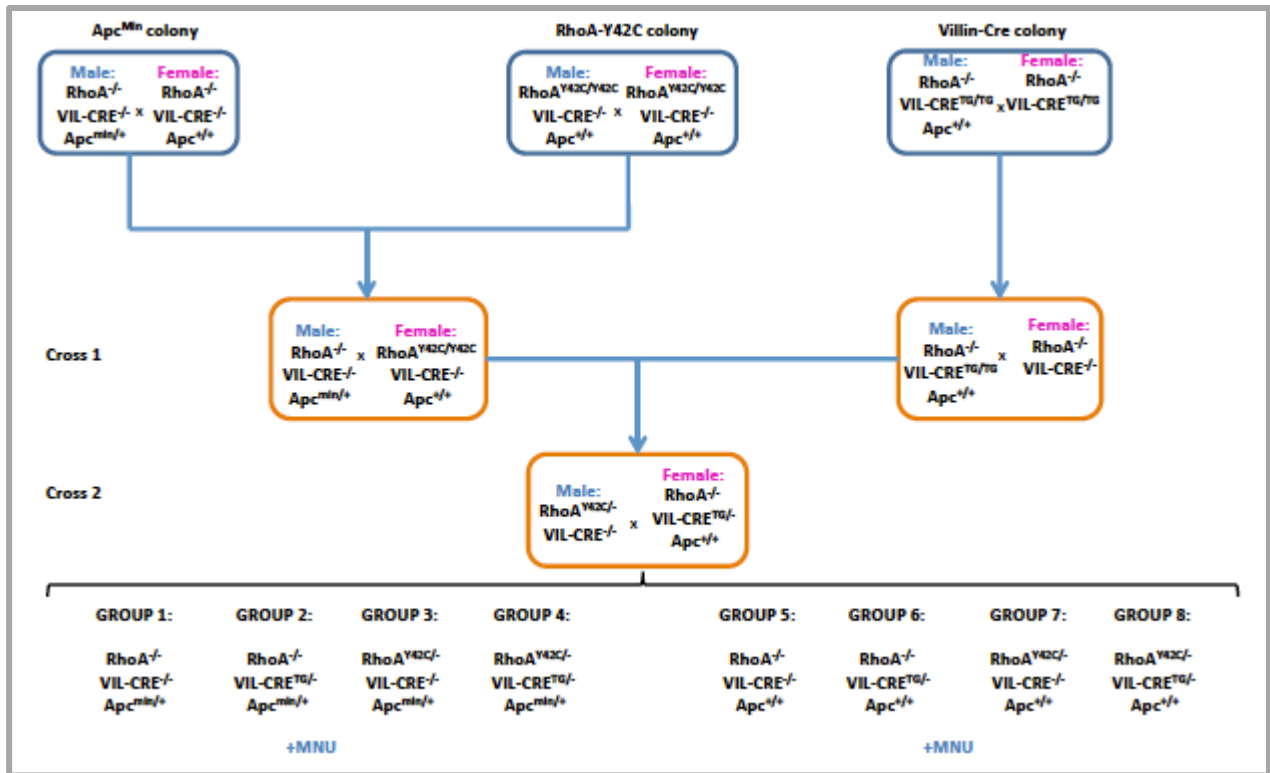 Apc^Min colony
RhoA-Y42C colony
Villin-Cre colony
Male: Female:
RhoA^-/- RhoA^-/-
VIL-CRE^-/- x VIL-CRE^-/-
Apc^min/+ Apc^+/+
Male: Female:
RhoA^Y42C/Y42C RhoA^Y42C/Y42C
VIL-CRE^-/- x VIL-CRE^-/-
Apc^+/+ Apc^+/+
Male: Female:
RhoA^-/- RhoA^-/-
VIL-CRE^TG/TG x VIL-CRE^TG/TG
Apc^+/+
Cross 1
Male: Female:
RhoA^-/- x RhoA^Y42C/Y42C
VIL-CRE^-/- VIL-CRE^-/-
Apc^min/+ Apc^+/+
Male: Female:
RhoA^-/- x RhoA^-/-
VIL-CRE^TG/TG VIL-CRE^-/-
Apc^+/+
Cross 2
Male: Female:
RhoA^Y42C/- RhoA^-/-
VIL-CRE^-/- x VIL-CRE^TG/-
Apc^+/+
GROUP 1: GROUP 2: GROUP 3: GROUP 4: GROUP 5: GROUP 6: GROUP 7: GROUP 8:
RhoA^-/- RhoA^-/- RhoA^Y42C/- RhoA^Y42C/- RhoA^-/- RhoA^-/- RhoA^Y42C/- RhoA^Y42C/-
VIL-CRE^-/- VIL-CRE^TG/- VIL-CRE^-/- VIL-CRE^TG/- VIL-CRE^-/- VIL-CRE^TG/- VIL-CRE^-/- VIL-CRE^TG/-
Apc^min/+ Apc^min/+ Apc^min/+ Apc^min/+ Apc^+/+ Apc^+/+ Apc^+/+ Apc^+/+
+MNU +MNU